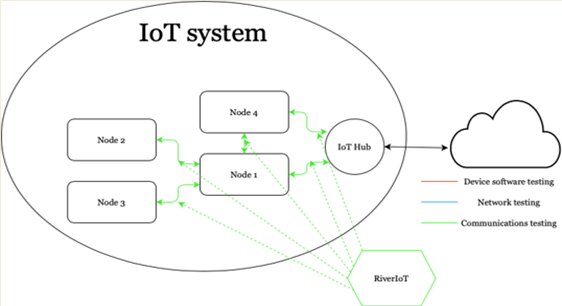 IoT system
Node 4
Node 2
IoT Hub
Node 1
Node 3
Device software testing
Network testing
Communications testing
RiverIoT